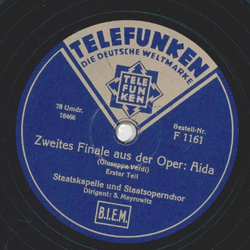 TELEFUNKEN
DIE DEUTSCHE WELTMARKE
TELE
FUN
KEN
78 Umdr.
18466
Bestell-Nr.
F 1161
Zweites Finale aus der Oper: Aida
(Giuseppe Verdi)
Erster Teil
Staatskapelle und Staatsopernchor
Dirigent: S. Meyrowitz
B.I.E.M.